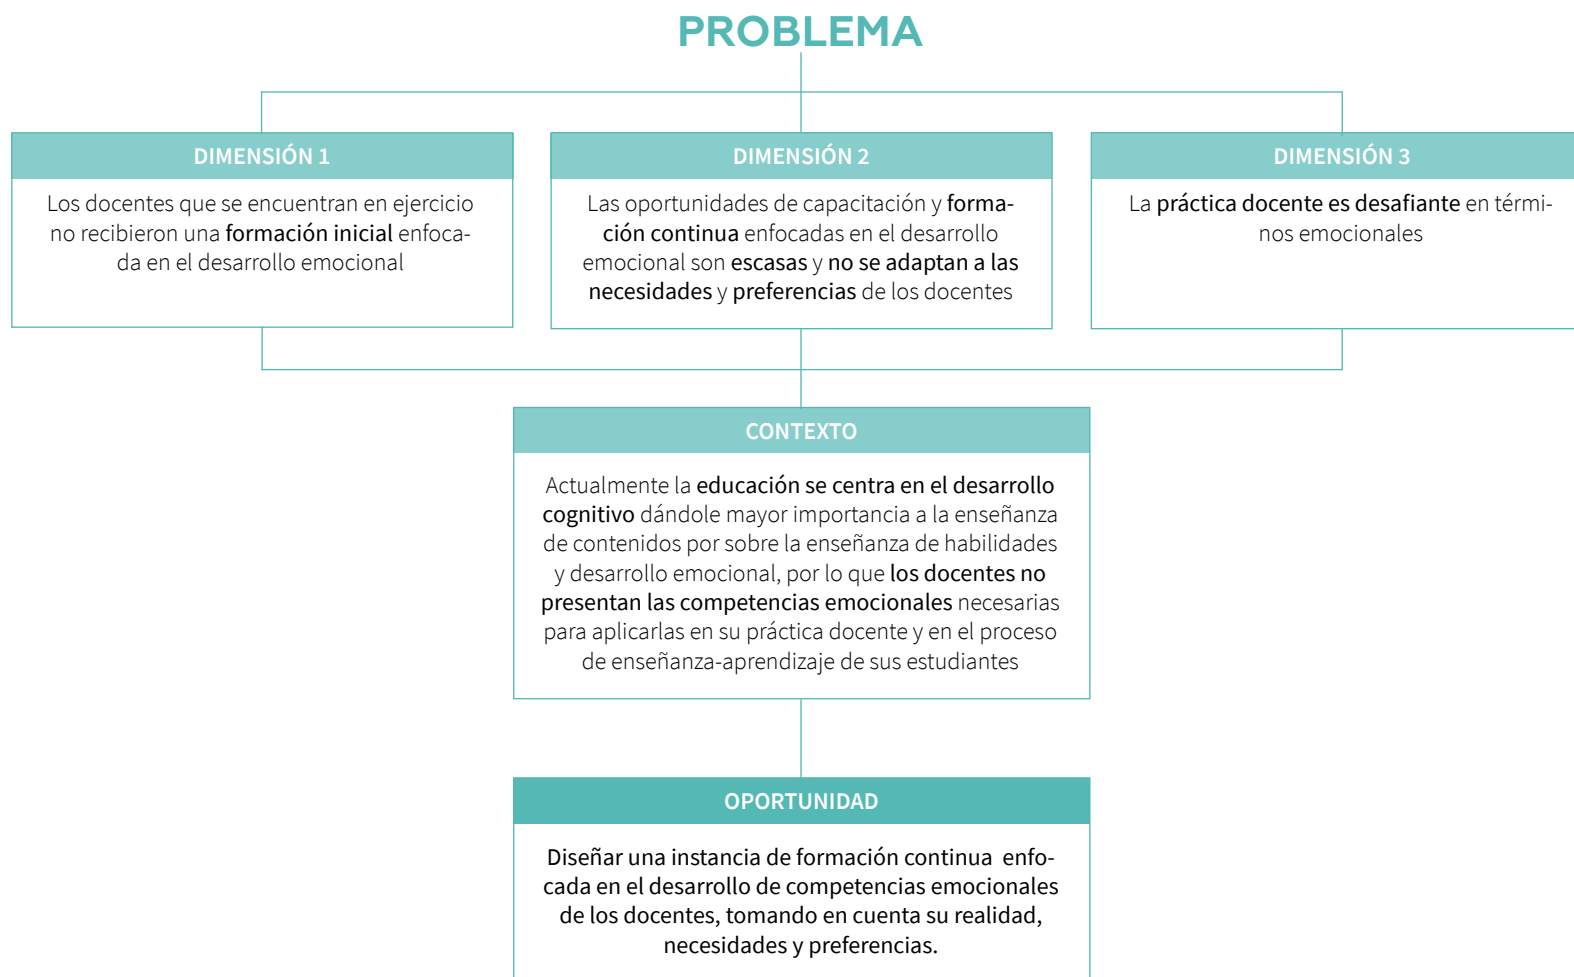 PROBLEMA
DIMENSIÓN 1
Los docentes que se encuentran en ejercicio
no recibieron una formación inicial enfoca-
da en el desarrollo emocional
DIMENSIÓN 2
Las oportunidades de capacitación y forma-
ción continua enfocadas en el desarrollo
emocional son escasas y no se adaptan a las
necesidades y preferencias de los docentes
DIMENSIÓN 3
La práctica docente es desafiante en térmi-
nos emocionales
CONTEXTO
Actualmente la educación se centra en el desarrollo
cognitivo dándole mayor importancia a la enseñanza
de contenidos por sobre la enseñanza de habilidades
y desarrollo emocional, por lo que los docentes no
presentan las competencias emocionales necesarias
para aplicarlas en su práctica docente y en el proceso
de enseñanza-aprendizaje de sus estudiantes
OPORTUNIDAD
Diseñar una instancia de formación continua enfo-
cada en el desarrollo de competencias emocionales
de los docentes, tomando en cuenta su realidad,
necesidades y preferencias.